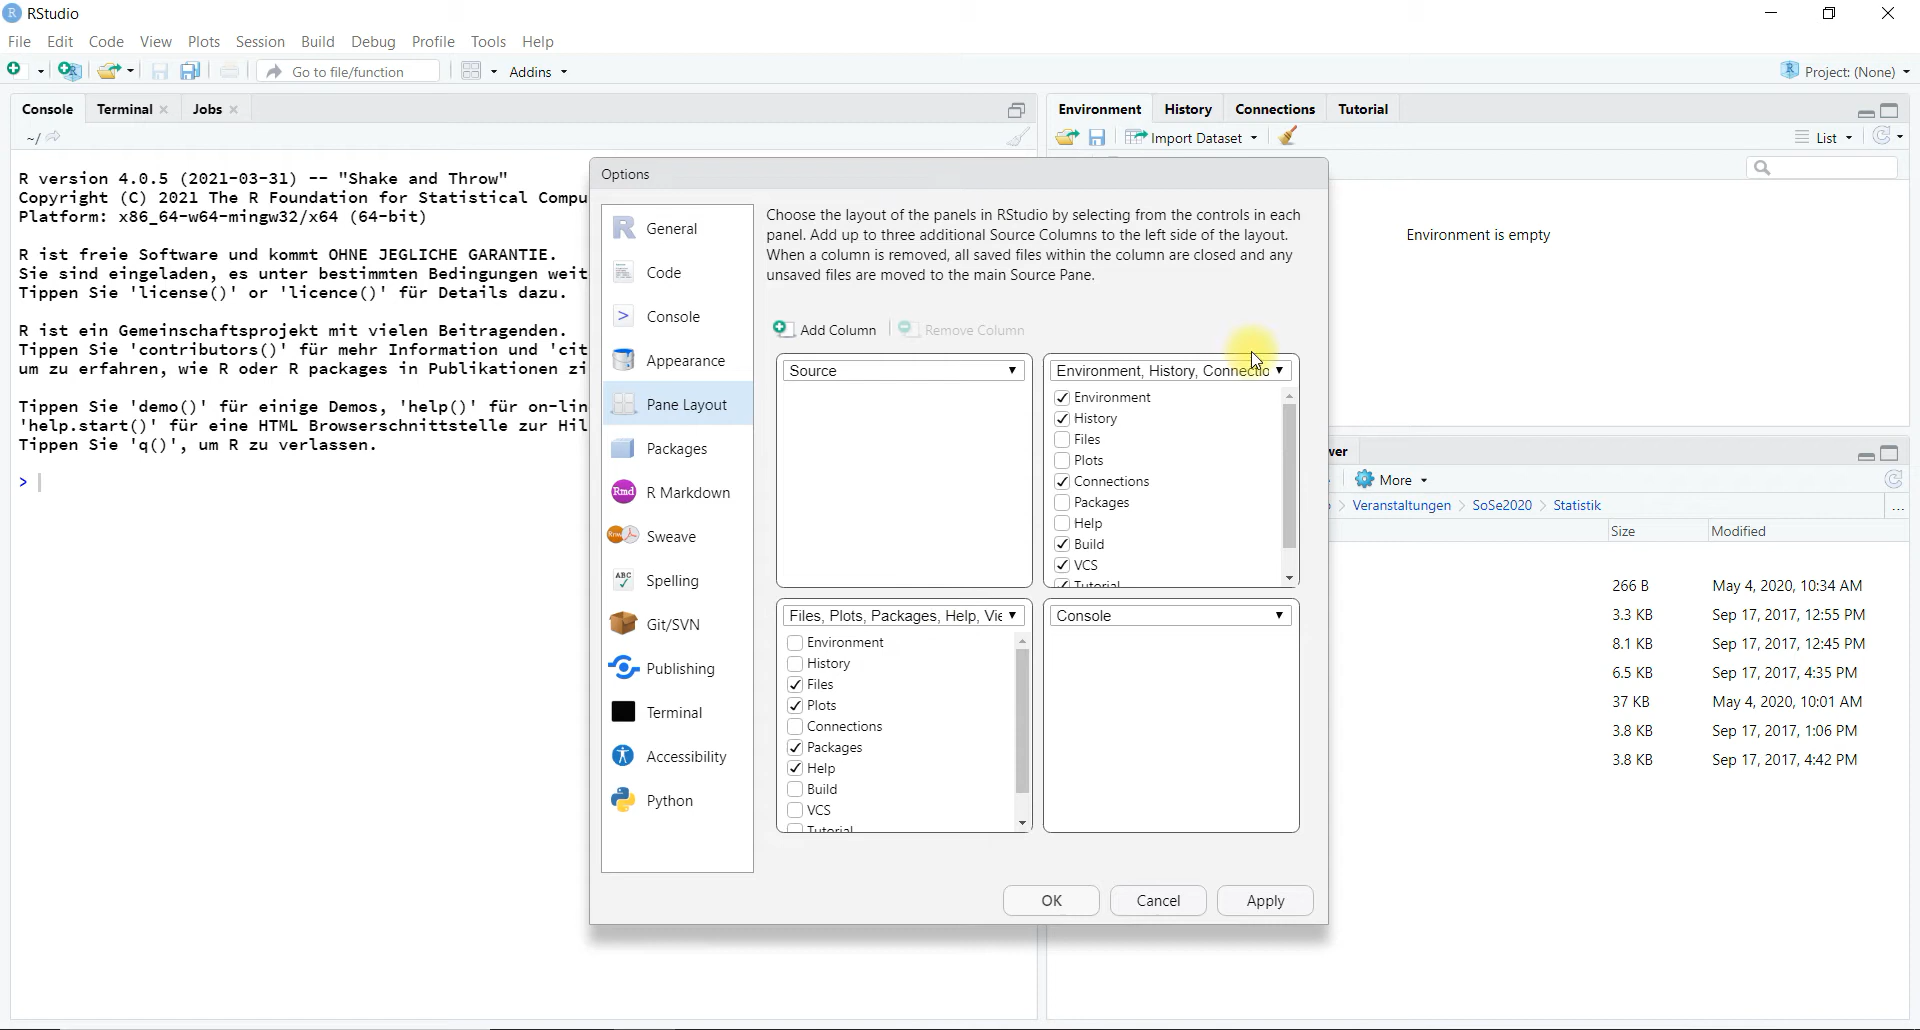 RStudio
File Edit Code View Plots Session Build Debug Profile Tools Help
Go to file/function Addins Project: (None)
Console Terminal Jobs
~/
R version 4.0.5 (2021-03-31) -- "Shake and Throw"
Copyright (C) 2021 The R Foundation for Statistical Compu
Platform: x86_64-w64-mingw32/x64 (64-bit)
R ist freie Software und kommt OHNE JEGLICHE GARANTIE.
Sie sind eingeladen, es unter bestimmten Bedingungen weit
Tippen Sie 'license()' or 'licence()' für Details dazu.
R ist ein Gemeinschaftsprojekt mit vielen Beitragenden.
Tippen Sie 'contributors()' für mehr Information und 'cit
um zu erfahren, wie R oder R packages in Publikationen zi
Tippen Sie 'demo()' für einige Demos, 'help()' für on-lin
'help.start()' für eine HTML Browserschnittstelle zur Hil
Tippen Sie 'q()', um R zu verlassen.
>
Options
General
Code
Console
Appearance
Pane Layout
Packages
R Markdown
Sweave
Spelling
Git/SVN
Publishing
Terminal
Accessibility
Python
Choose the layout of the panels in RStudio by selecting from the controls in each
panel. Add up to three additional Source Columns to the left side of the layout.
When a column is removed, all saved files within the column are closed and any
unsaved files are moved to the main Source Pane.
Add Column Remove Column
Source
Environment, History, Connectio
Environment
History
Files
Plots
Connections
Packages
Help
Build
VCS
Tutorial
Files, Plots, Packages, Help, Vie
Environment
History
Files
Plots
Connections
Packages
Help
Build
VCS
Tutorial
Console
OK Cancel Apply
Environment History Connections Tutorial
Import Dataset List
Environment is empty
wer
More
Veranstaltungen > SoSe2020 > Statistik ...
Size Modified
266 B May 4, 2020, 10:34 AM
3.3 KB Sep 17, 2017, 12:55 PM
8.1 KB Sep 17, 2017, 12:45 PM
6.5 KB Sep 17, 2017, 4:35 PM
37 KB May 4, 2020, 10:01 AM
3.8 KB Sep 17, 2017, 1:06 PM
3.8 KB Sep 17, 2017, 4:42 PM